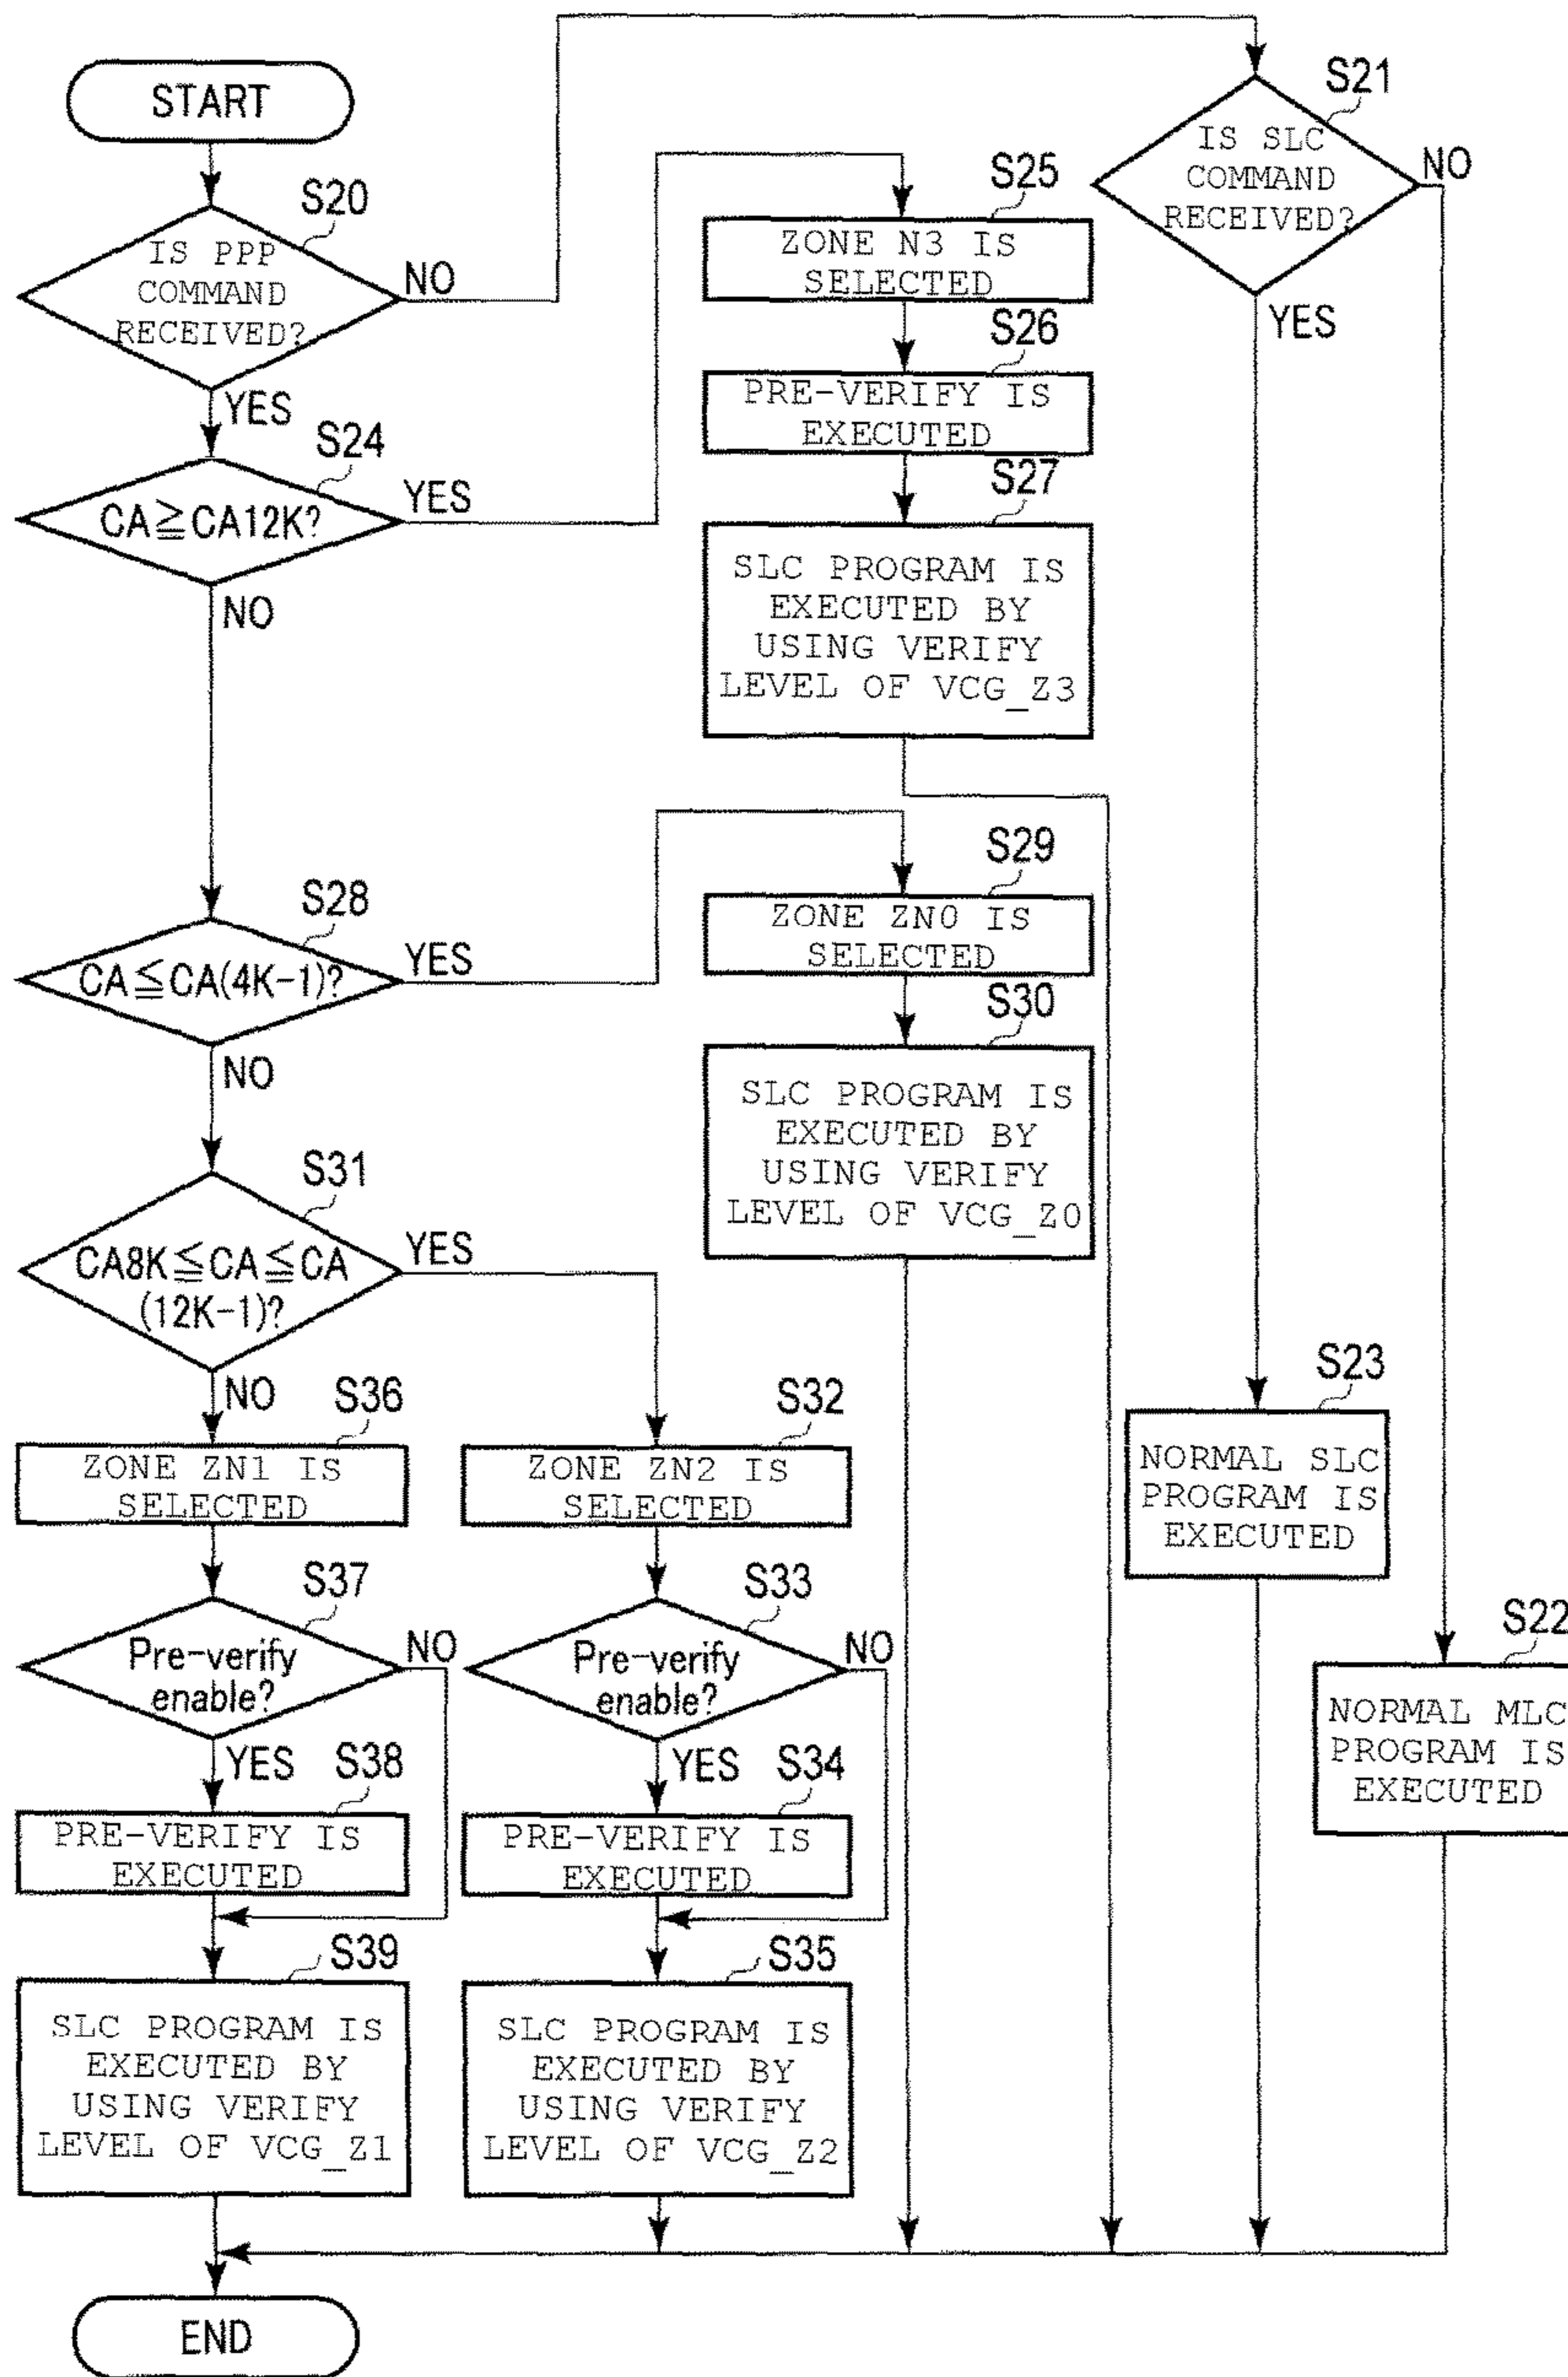 START
S20
IS PPP
COMMAND
RECEIVED?
NO
YES
S21
IS SLC
COMMAND
RECEIVED?
NO
YES
S24
CA≧CA12K?
YES
NO
S25
ZONE N3 IS
SELECTED
S26
PRE-VERIFY IS
EXECUTED
S27
SLC PROGRAM IS
EXECUTED BY
USING VERIFY
LEVEL OF VCG_Z3
S28
CA≦CA(4K-1)?
YES
NO
S29
ZONE ZN0 IS
SELECTED
S30
SLC PROGRAM IS
EXECUTED BY
USING VERIFY
LEVEL OF VCG_Z0
S31
CA8K≦CA≦CA
(12K-1)?
YES
NO
S36
ZONE ZN1 IS
SELECTED
S32
ZONE ZN2 IS
SELECTED
S23
NORMAL SLC
PROGRAM IS
EXECUTED
S37
Pre-verify
enable?
NO
YES
S33
Pre-verify
enable?
NO
YES
S22
NORMAL MLC
PROGRAM IS
EXECUTED
S38
PRE-VERIFY IS
EXECUTED
S34
PRE-VERIFY IS
EXECUTED
S39
SLC PROGRAM IS
EXECUTED BY
USING VERIFY
LEVEL OF VCG_Z1
S35
SLC PROGRAM IS
EXECUTED BY
USING VERIFY
LEVEL OF VCG_Z2
END